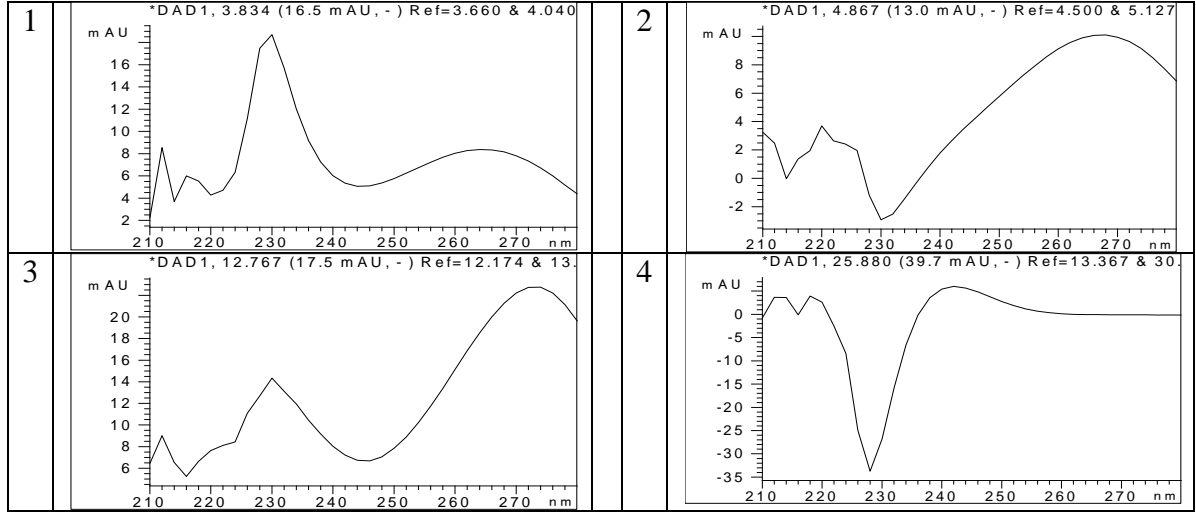 1
*DAD1, 3.834 (16.5 mAU, - ) Ref=3.660 & 4.040
mAU
16
14
12
10
8
6
4
2
210 220 230 240 250 260 270 nm
2
*DAD1, 4.867 (13.0 mAU, - ) Ref=4.500 & 5.127
mAU
8
6
4
2
0
-2
210 220 230 240 250 260 270 nm
3
*DAD1, 12.767 (17.5 mAU, - ) Ref=12.174 & 13.
mAU
20
18
16
14
12
10
8
6
210 220 230 240 250 260 270 nm
4
*DAD1, 25.880 (39.7 mAU, - ) Ref=13.367 & 30.
mAU
0
-5
-10
-15
-20
-25
-30
-35
210 220 230 240 250 260 270 nm